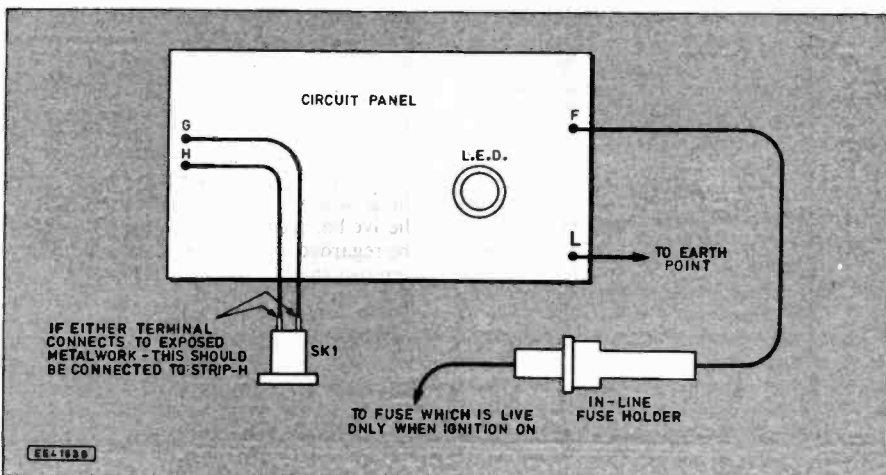 CIRCUIT PANEL
G
H
L.E.D.
F
L
TO EARTH
POINT
IF EITHER TERMINAL
CONNECTS TO EXPOSED
METALWORK - THIS SHOULD
BE CONNECTED TO STRIP-H
SK1
IN-LINE
FUSE HOLDER
TO FUSE WHICH IS LIVE
ONLY WHEN IGNITION ON